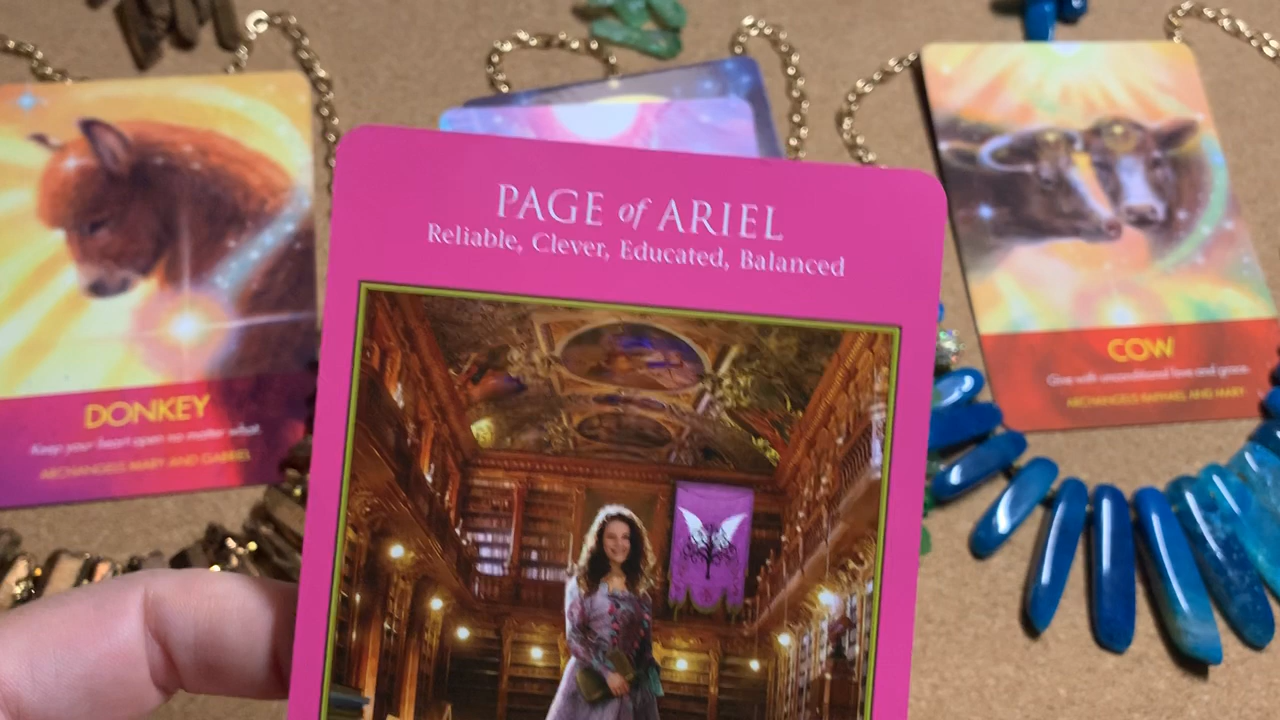 PAGE of ARIEL
Reliable, Clever, Educated, Balanced
DONKEY
Keep your heart open no matter what.
ARCHANGELS MARY AND GABRIEL
COW
Give with unconditional love and grace.
ARCHANGELS RAPHAEL AND MARY